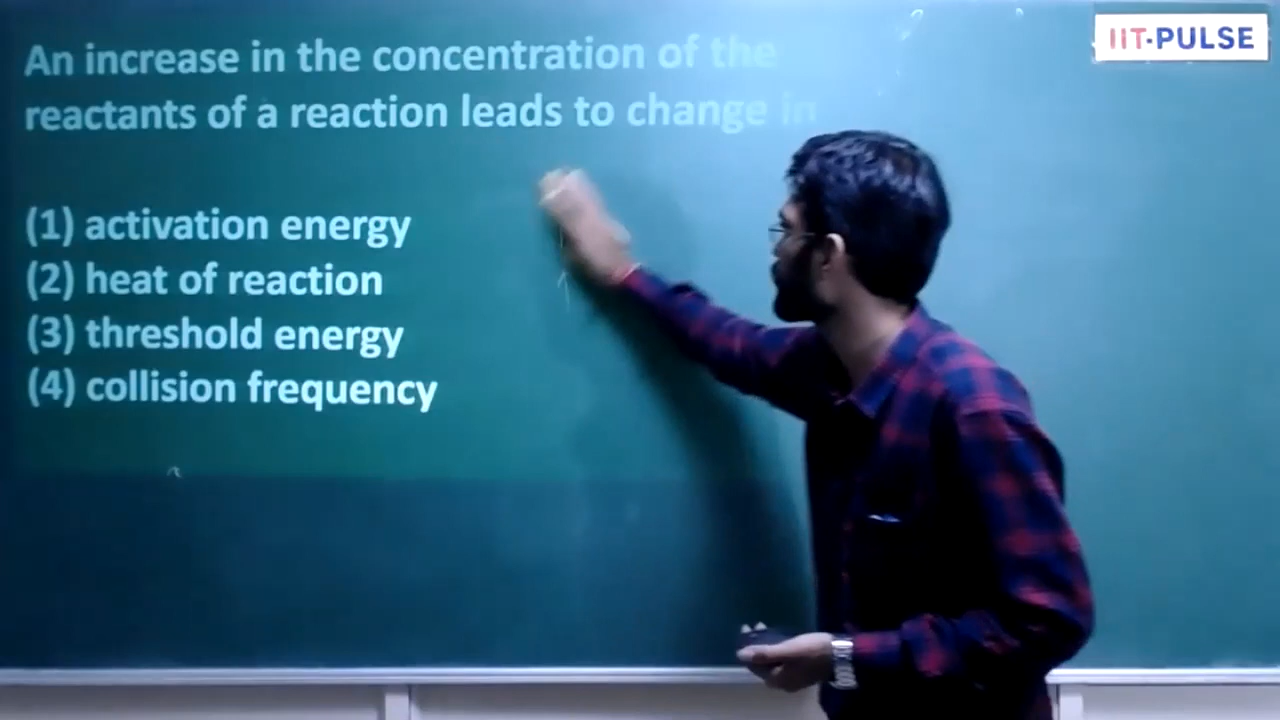 IIT-PULSE
An increase in the concentration of the
reactants of a reaction leads to change in
(1) activation energy
(2) heat of reaction
(3) threshold energy
(4) collision frequency